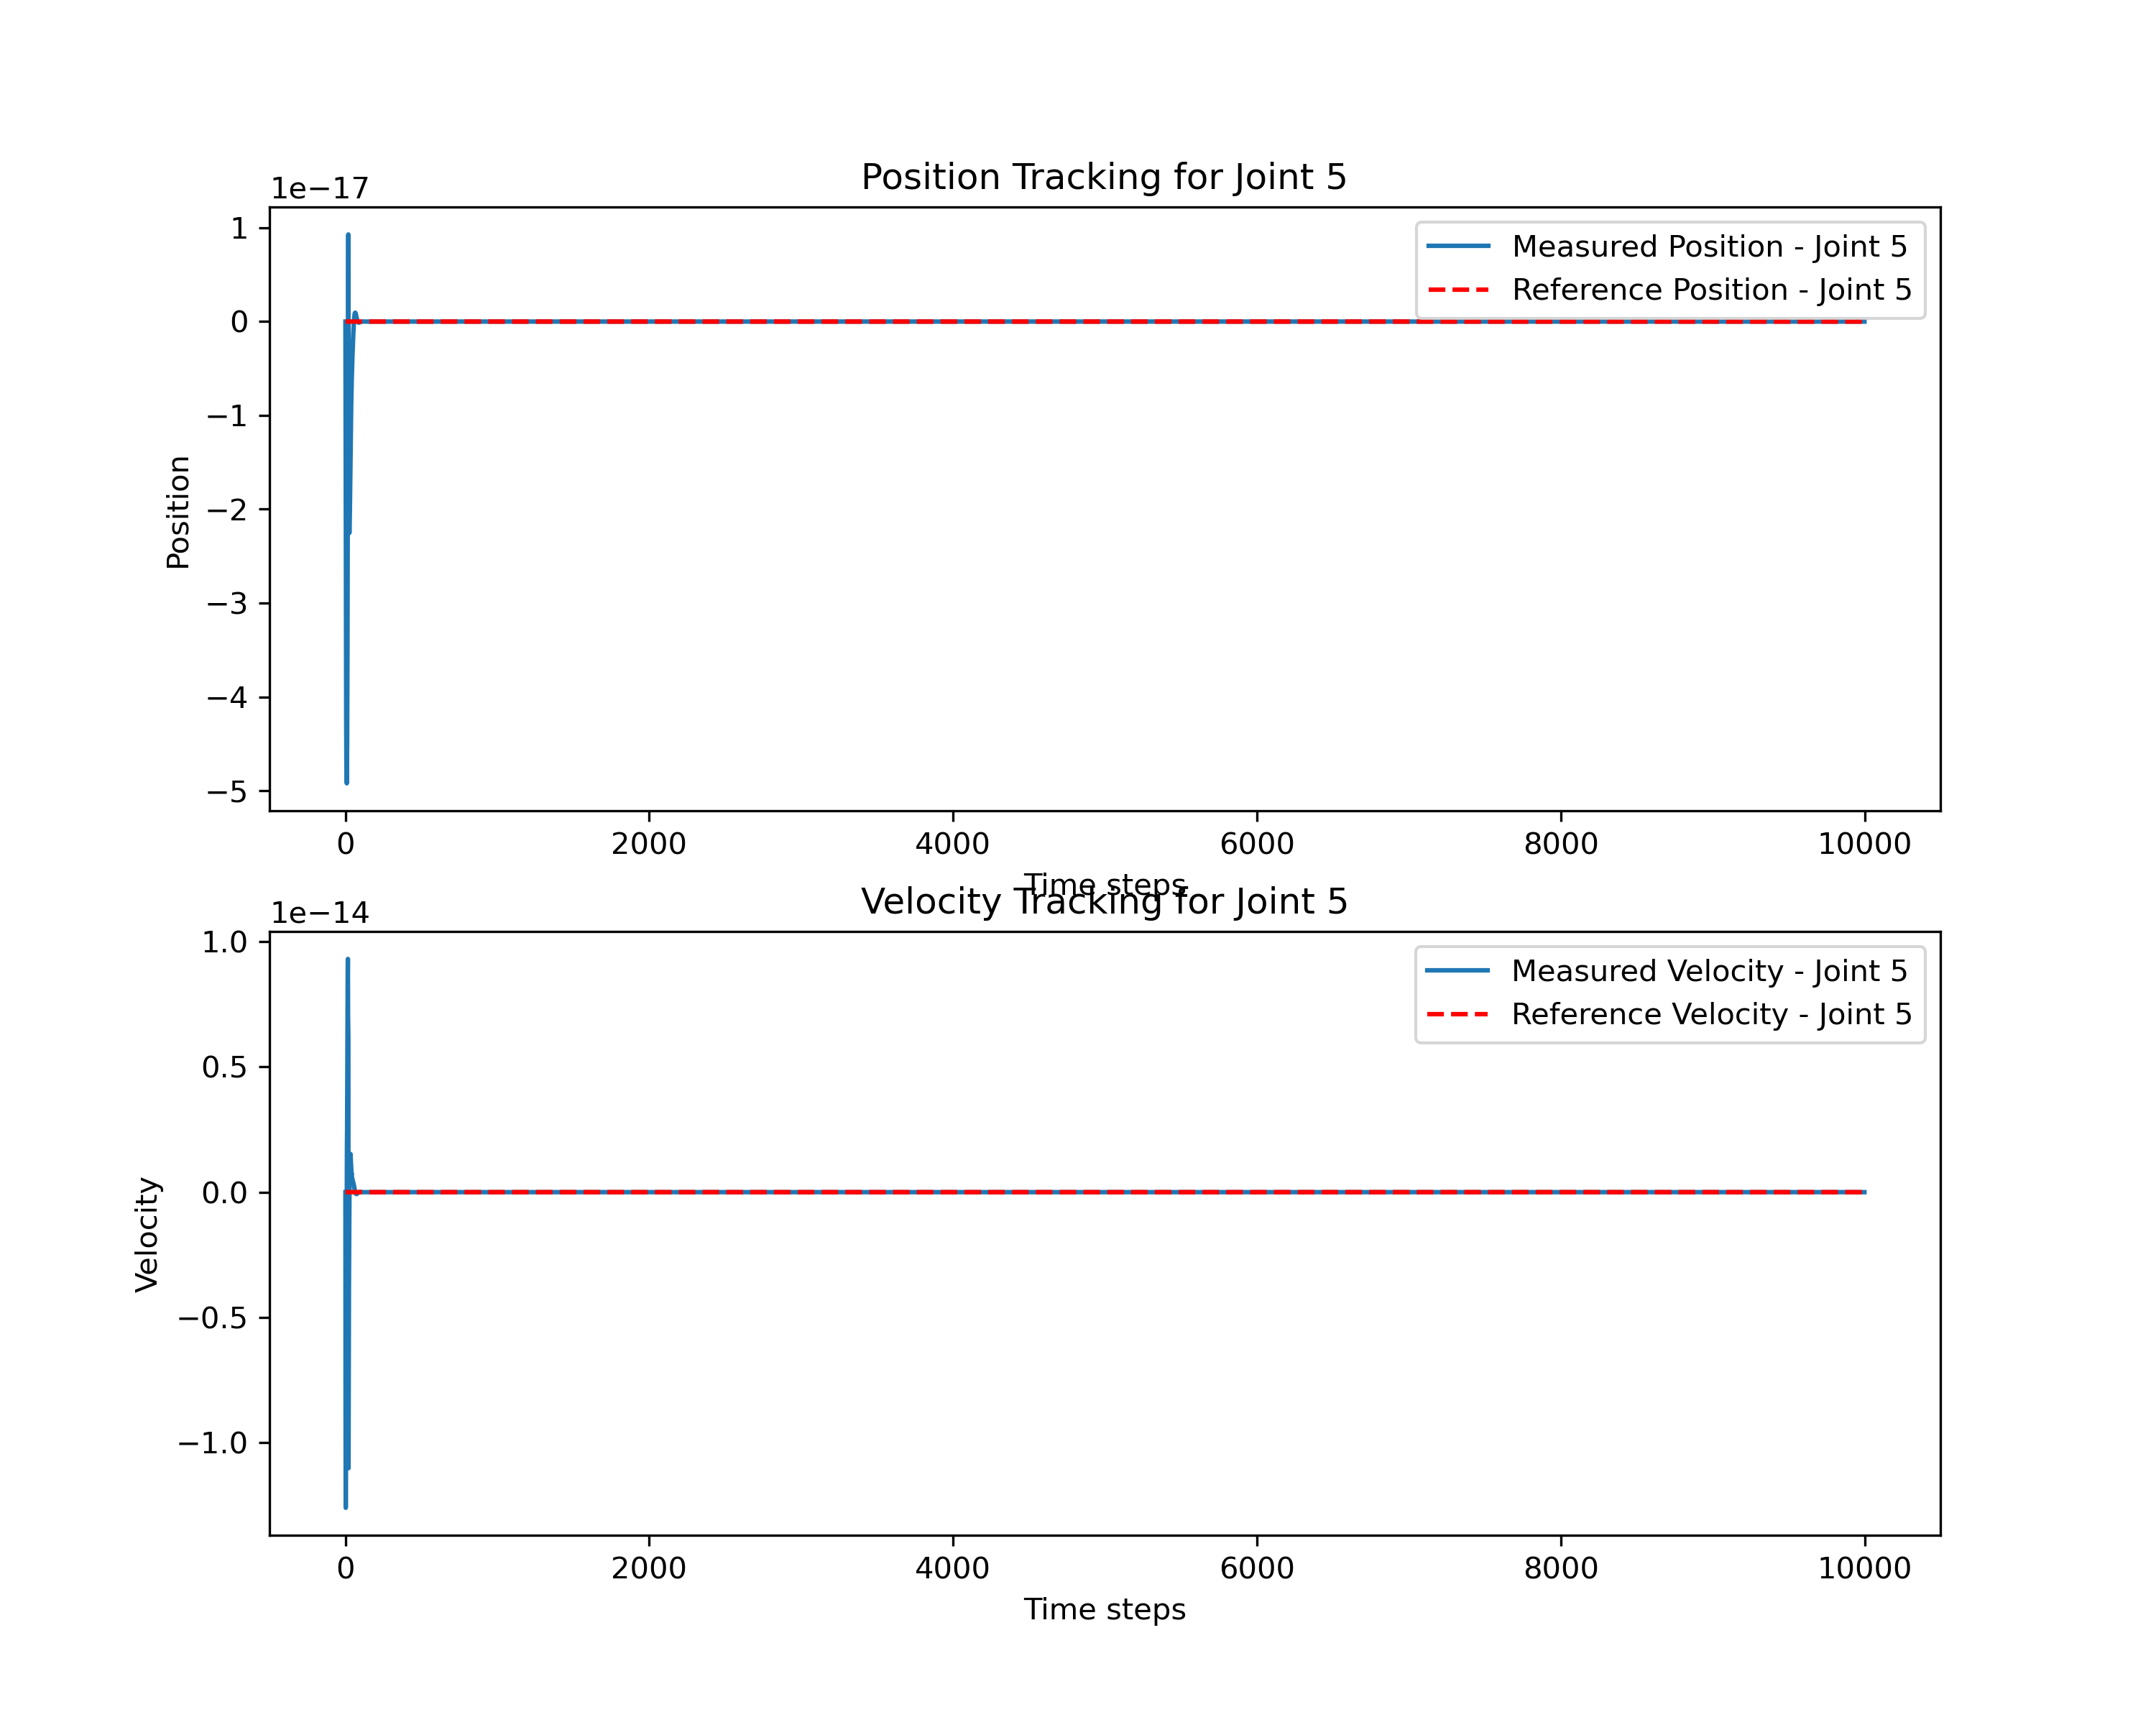 Position Tracking for Joint 5
1e−17
1
0
−1
−2
−3
−4
−5
Position
Measured Position - Joint 5
Reference Position - Joint 5
0 2000 4000 6000 8000 10000
Time steps
Velocity Tracking for Joint 5
1e−14
1.0
0.5
0.0
−0.5
−1.0
Velocity
Measured Velocity - Joint 5
Reference Velocity - Joint 5
0 2000 4000 6000 8000 10000
Time steps